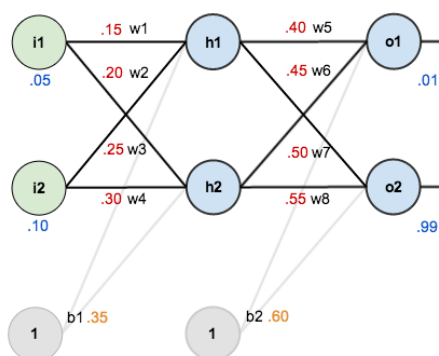 .15 w1
.40 w5
i1
h1
o1
.05
.20 w2
.45 w6
.01
.25 w3
.50 w7
i2
h2
o2
.30 w4
.55 w8
.10
.99
b1 .35
b2 .60
1
1